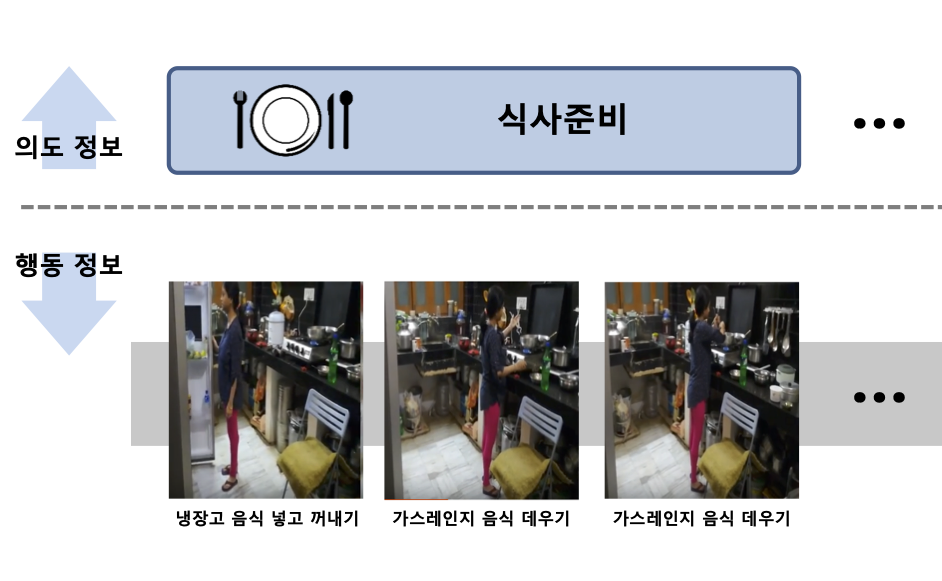 의도 정보
식사준비
행동 정보
냉장고 음식 넣고 꺼내기
가스레인지 음식 데우기
가스레인지 음식 데우기